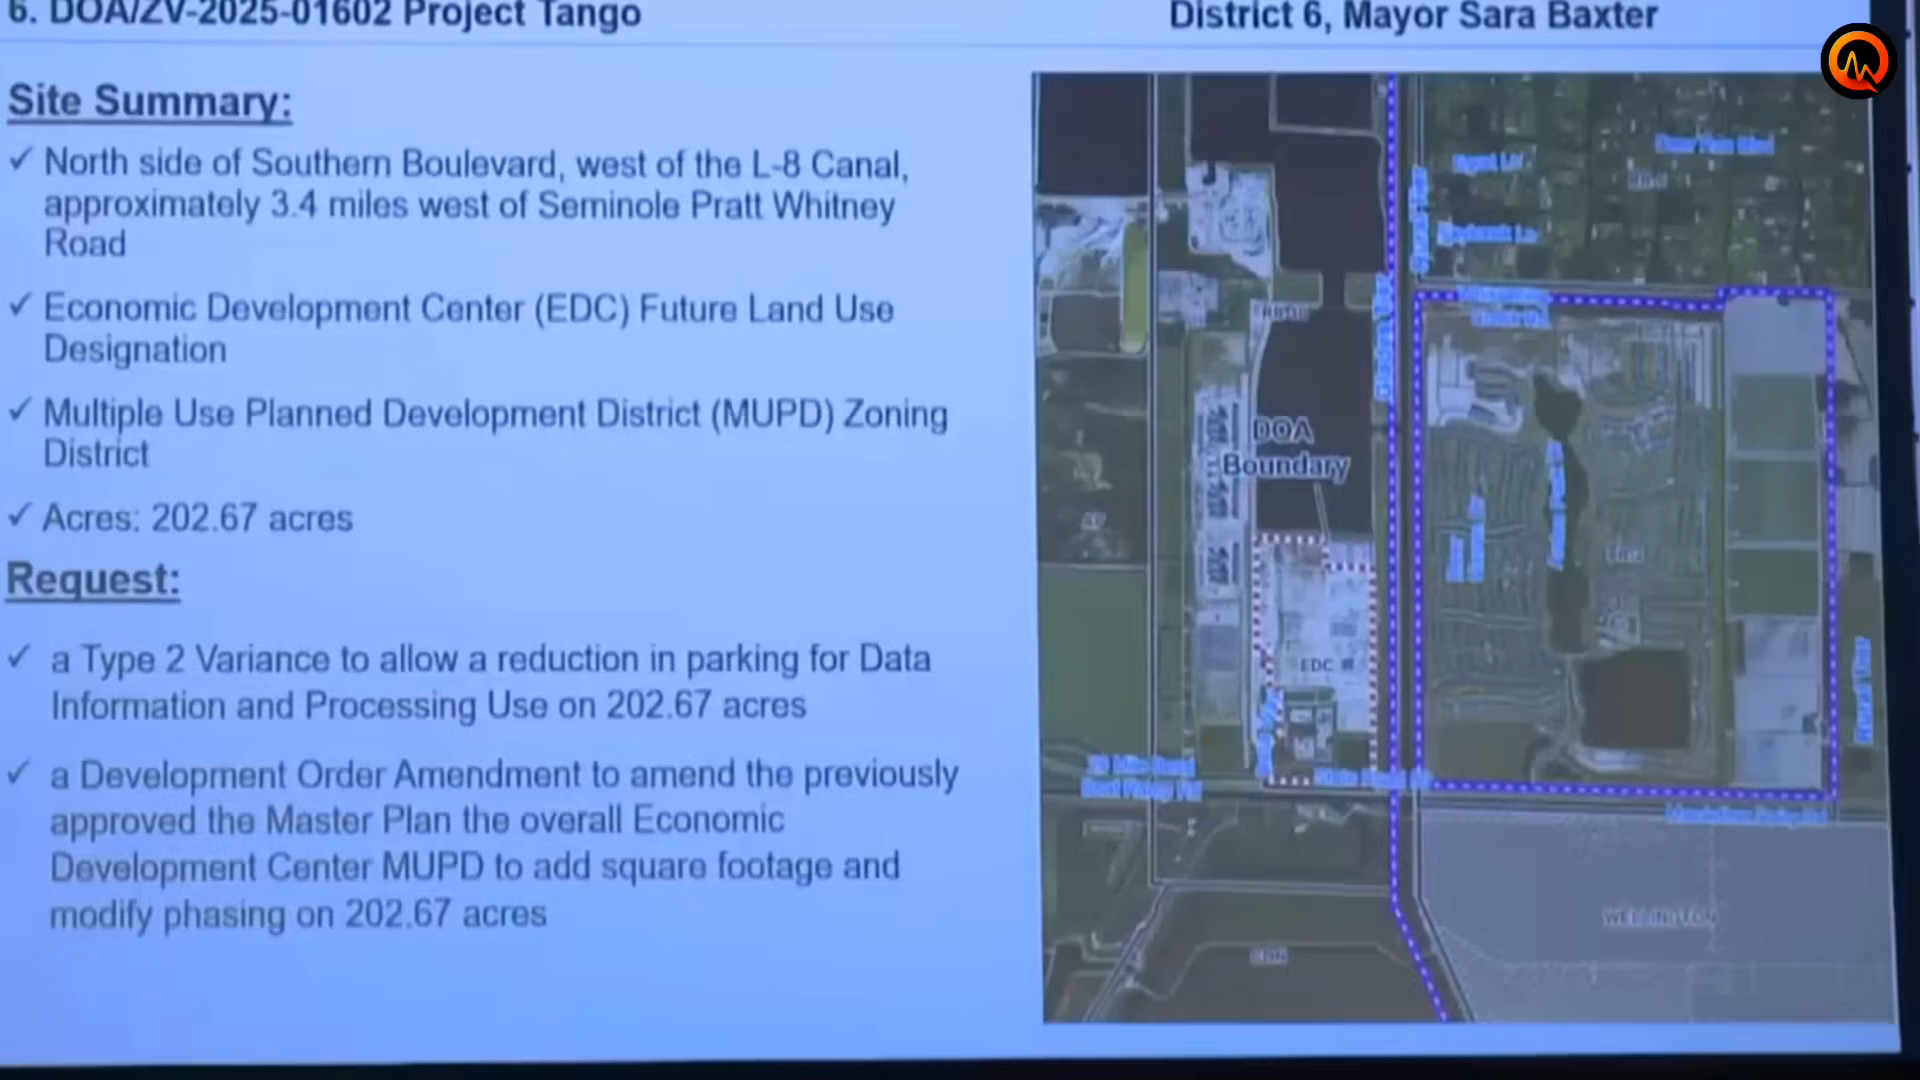 6. DOA/ZV-2025-01602 Project Tango
District 6, Mayor Sara Baxter
Site Summary:
✓ North side of Southern Boulevard, west of the L-8 Canal,
approximately 3.4 miles west of Seminole Pratt Whitney
Road
✓ Economic Development Center (EDC) Future Land Use
Designation
✓ Multiple Use Planned Development District (MUPD) Zoning
District
✓ Acres: 202.67 acres
Request:
✓ a Type 2 Variance to allow a reduction in parking for Data
Information and Processing Use on 202.67 acres
✓ a Development Order Amendment to amend the previously
approved the Master Plan the overall Economic
Development Center MUPD to add square footage and
modify phasing on 202.67 acres
DOA
Boundary
EDC
WELLINGTON